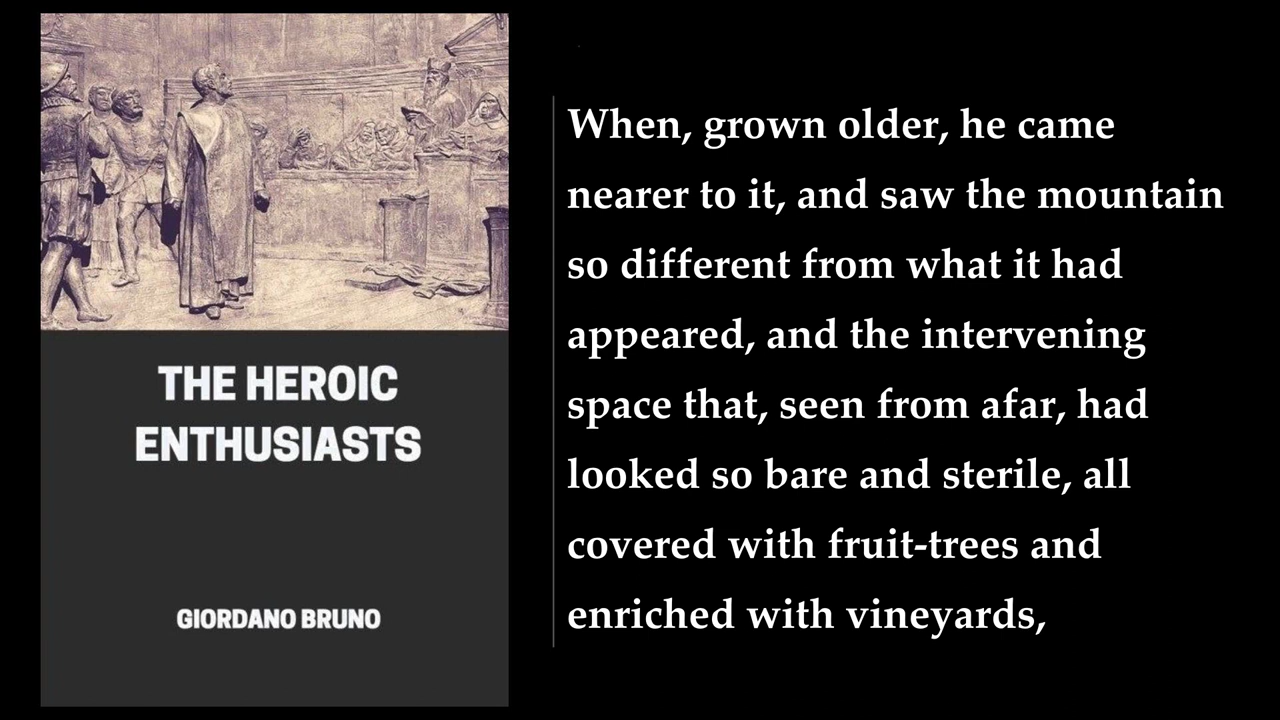 THE HEROIC
ENTHUSIASTS
GIORDANO BRUNO
When, grown older, he came
nearer to it, and saw the mountain
so different from what it had
appeared, and the intervening
space that, seen from afar, had
looked so bare and sterile, all
covered with fruit-trees and
enriched with vineyards,